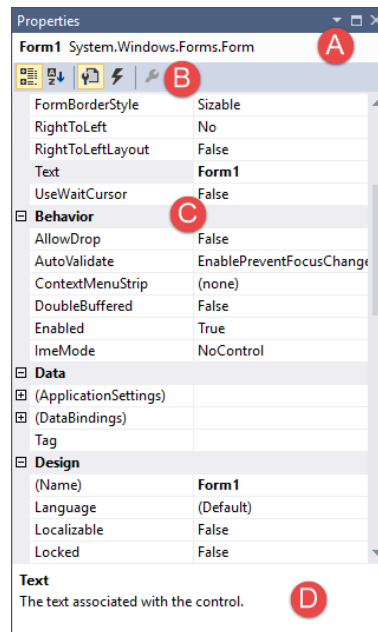 Properties
Form1 System.Windows.Forms.Form
A
B
FormBorderStyle Sizable
RightToLeft No
RightToLeftLayout False
Text Form1
UseWaitCursor False
Behavior
C
AllowDrop False
AutoValidate EnablePreventFocusChange
ContextMenuStrip (none)
DoubleBuffered False
Enabled True
ImeMode NoControl
Data
(ApplicationSettings)
(DataBindings)
Tag
Design
(Name) Form1
Language (Default)
Localizable False
Locked False
Text
The text associated with the control.
D